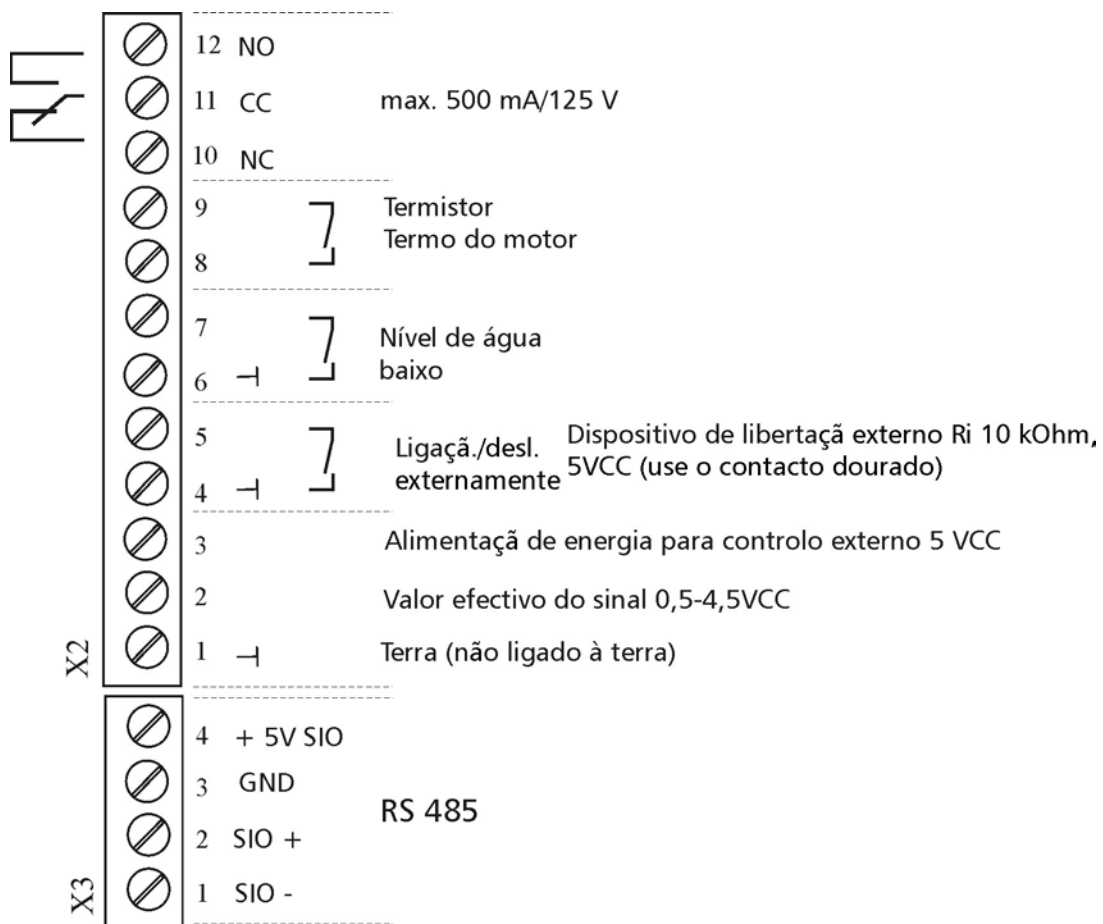 12 NO
11 CC max. 500 mA/125 V
10 NC
9 Termistor
Termo do motor
8
7 Nível de água
6 baixo
5 Ligaçã./desl. Dispositivo de libertaçã externo Ri 10 kOhm,
4 externamente 5VCC (use o contacto dourado)
3 Alimentaçã de energia para controlo externo 5 VCC
2 Valor efectivo do sinal 0,5-4,5VCC
1 Terra (não ligado à terra)
X2
4 + 5V SIO
3 GND
RS 485
2 SIO +
1 SIO -
X3